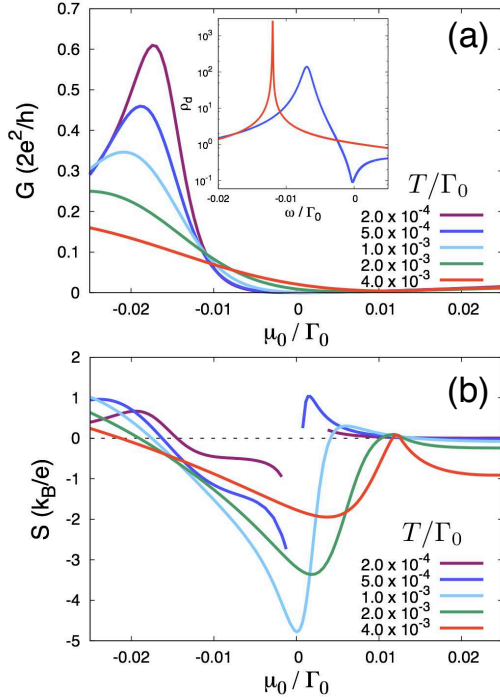 (a)
G (2e²/h)
0.7
0.6
0.5
0.4
0.3
0.2
0.1
0
ρd
10³
10²
10¹
10⁰
10⁻¹
-0.02 -0.01 0
ω / Γ₀
T/Γ₀
2.0 x 10⁻⁴
5.0 x 10⁻⁴
1.0 x 10⁻³
2.0 x 10⁻³
4.0 x 10⁻³
-0.02 -0.01 0 0.01 0.02
μ₀ / Γ₀
(b)
S (k_B/e)
2
1
0
-1
-2
-3
-4
-5
T/Γ₀
2.0 x 10⁻⁴
5.0 x 10⁻⁴
1.0 x 10⁻³
2.0 x 10⁻³
4.0 x 10⁻³
-0.02 -0.01 0 0.01 0.02
μ₀ / Γ₀